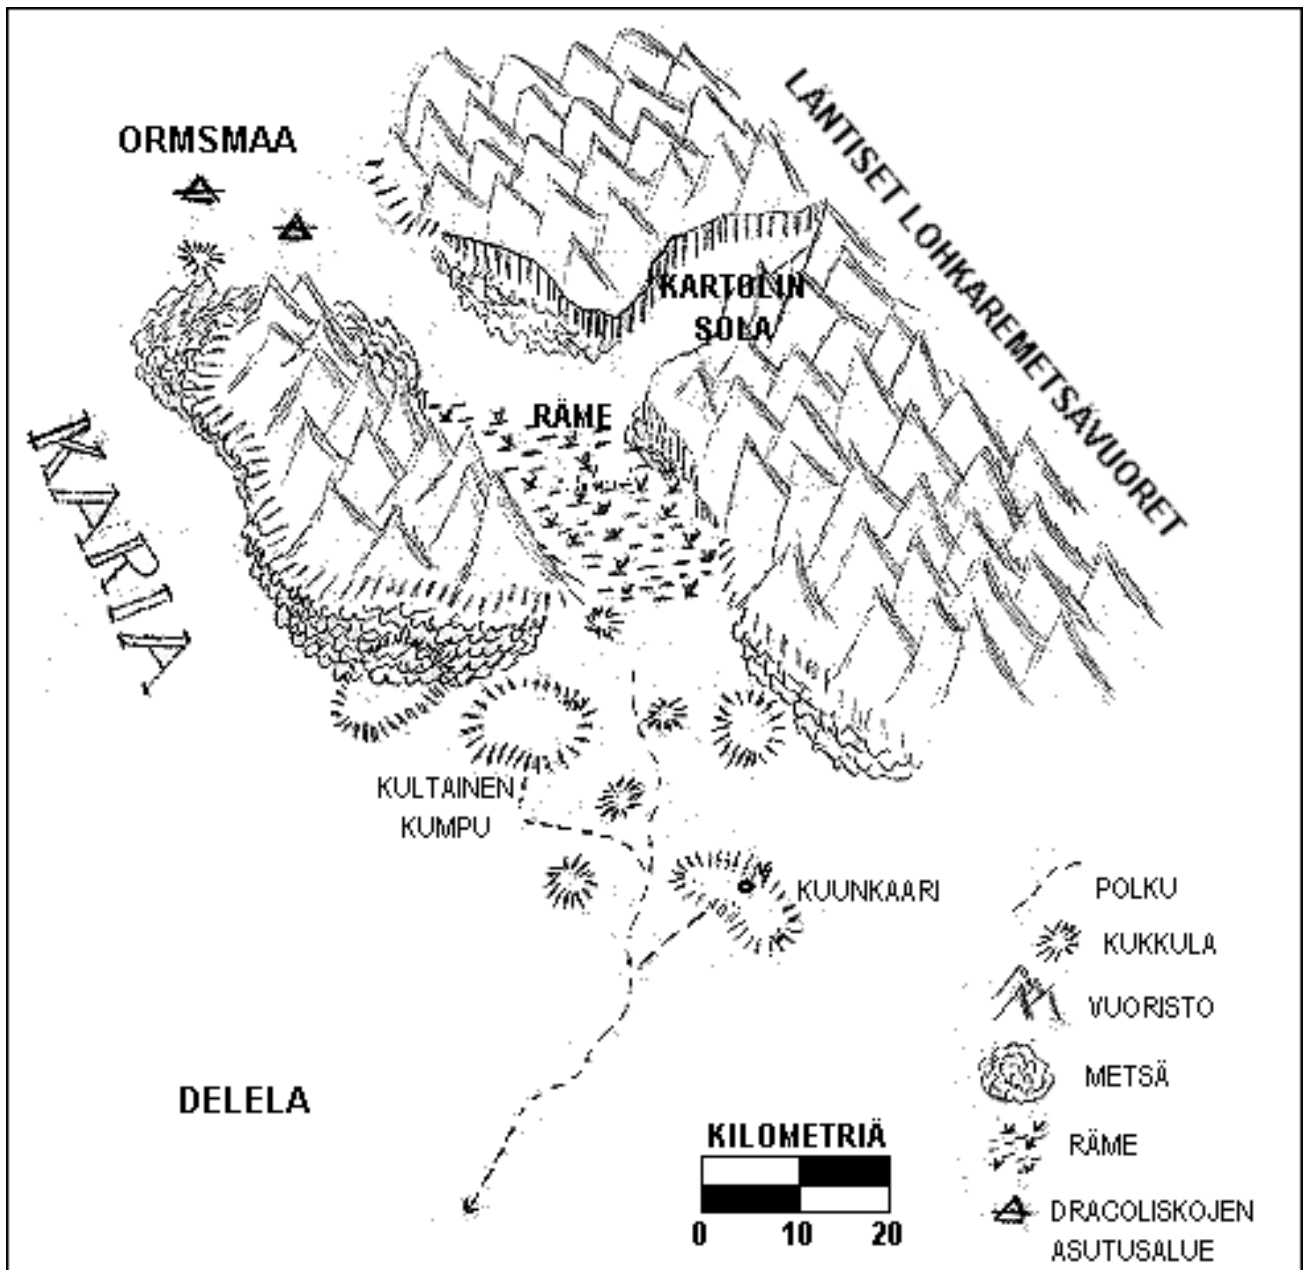 LÄNTISET LOHKAREMETSÄVUORET
ORMSMAA
KARTOLIN
SOLA
RÄME
KARIA
KULTAINEN
KUMPU
KUUNKAARI
DELELA
POLKU
KUKKULA
VUORISTO
METSÄ
RÄME
DRACOLISKOJEN
ASUTUSALUE
KILOMETRIÄ
0 10 20